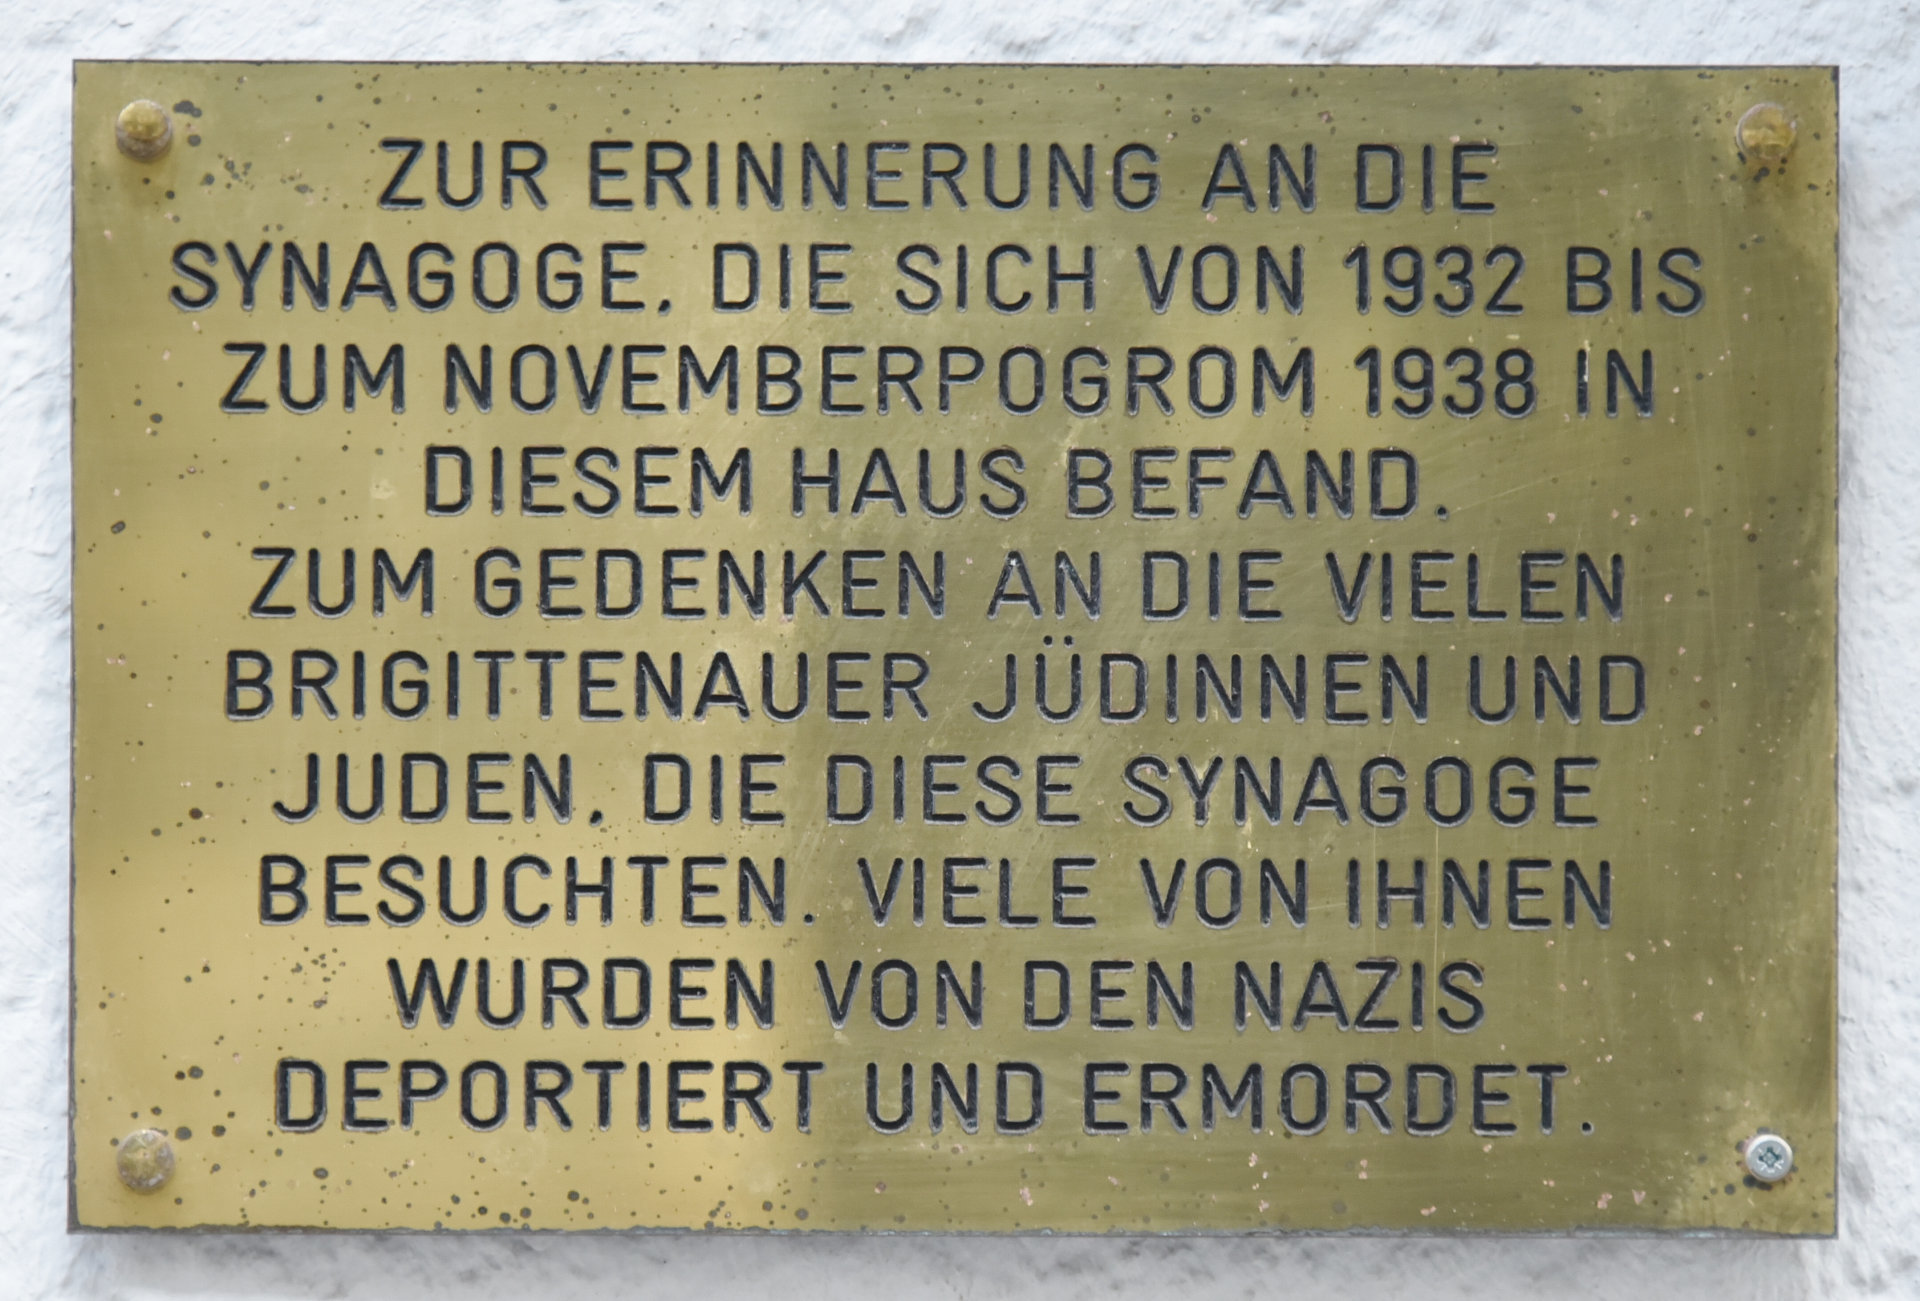 ZUR ERINNERUNG AN DIE
SYNAGOGE, DIE SICH VON 1932 BIS
ZUM NOVEMBERPOGROM 1938 IN
DIESEM HAUS BEFAND.
ZUM GEDENKEN AN DIE VIELEN
BRIGITTENAUER JÜDINNEN UND
JUDEN, DIE DIESE SYNAGOGE
BESUCHTEN. VIELE VON IHNEN
WURDEN VON DEN NAZIS
DEPORTIERT UND ERMORDET.